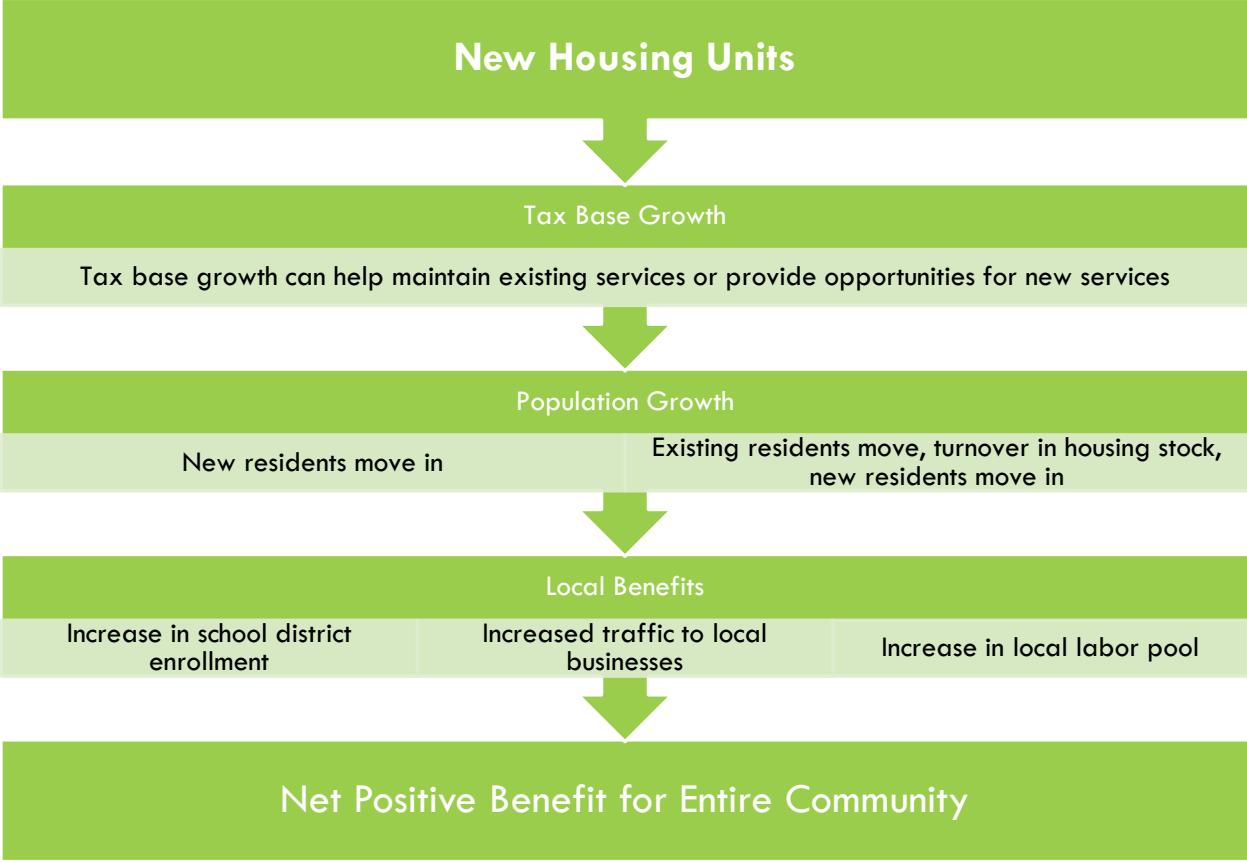 New Housing Units
Tax Base Growth
Tax base growth can help maintain existing services or provide opportunities for new services
Population Growth
New residents move in
Existing residents move, turnover in housing stock,
new residents move in
Local Benefits
Increase in school district
enrollment
Increased traffic to local
businesses
Increase in local labor pool
Net Positive Benefit for Entire Community